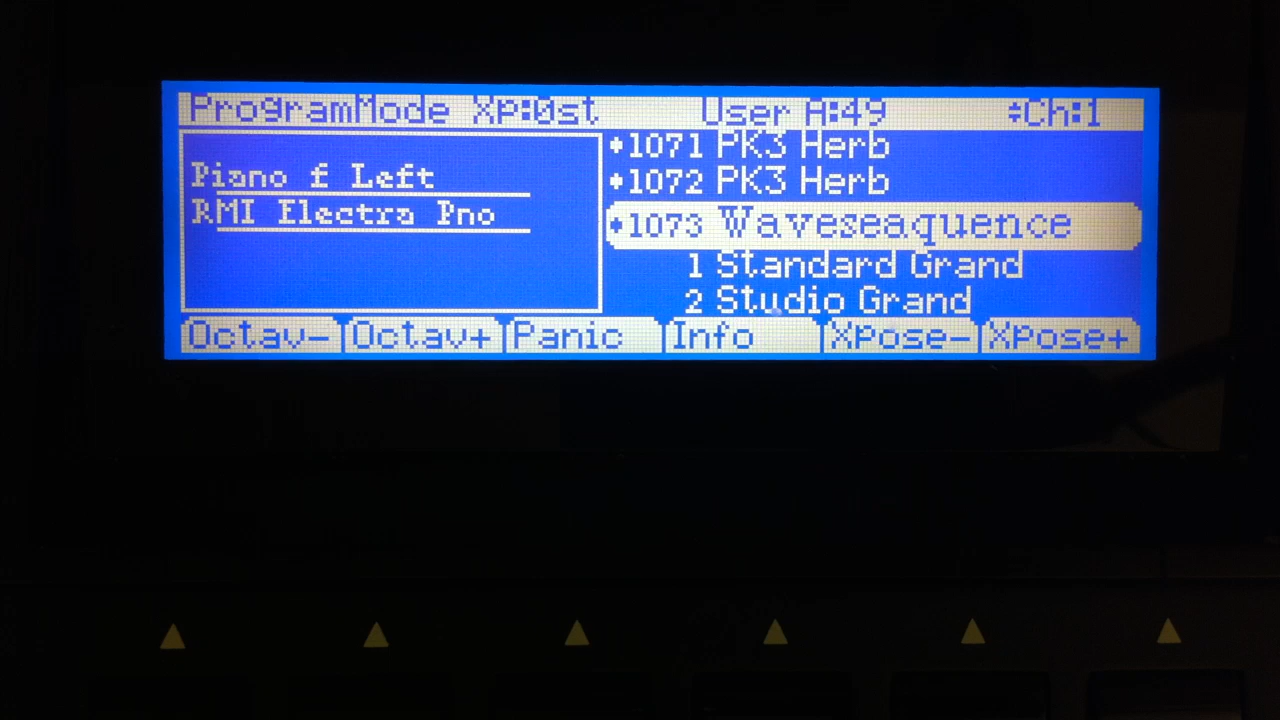 ProgramMode XP:0st User A:49 Ch:1
Piano f Left
RMI Electra Pno
1071 PK3 Herb
1072 PK3 Herb
1073 Waveseaquence
1 Standard Grand
2 Studio Grand
Octav- Octav+ Panic Info Xpose- Xpose+